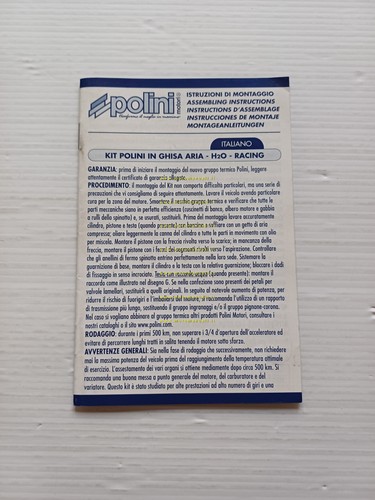 polini
motori
ISTRUZIONI DI MONTAGGIO
ASSEMBLING INSTRUCTIONS
INSTRUCTIONS D'ASSEMBLAGE
INSTRUCCIONES DE MONTAJE
MONTAGEANLEITUNGEN
ITALIANO
KIT POLINI IN GHISA ARIA - H2O - RACING
GARANZIA: prima di iniziare il montaggio del nuovo gruppo termico Polini, leggere
attentamente il certificato di garanzia allegato.
PROCEDIMENTO: il montaggio del Kit non comporta difficoltà particolari, ma una serie di
precauzioni che vi consigliamo di seguire attentamente. Lavare il veicolo avendo particolare
cura per la zona del motore. Smontare il vecchio gruppo termico e verificare che tutte le
parti meccaniche siano in perfetta efficienza (cuscinetti di banco, albero motore e gabbia
a rulli dello spinotto) e, se usurati, sostituirli. Prima del montaggio lavare accuratamente
cilindro, pistone e testa (quando presente) con benzina e soffiare con un getto di aria
compressa; oliare leggermente la canna del cilindro e tutte le parti in movimento con olio
per miscela. Montare il pistone con la freccia rivolta verso lo scarico; in mancanza della
freccia, montare il pistone con i fermi dei segmenti rivolti verso l'aspirazione. Controllare
che gli anellini di fermo spinotto entrino perfettamente nella loro sede. Sistemare la
guarnizione di base, montare il cilindro e la testa con la relativa guarnizione; bloccare i dadi
di fissaggio in senso incrociato. Testa con raccordo acqua (quando presente): montare il
raccordo come illustrato nel disegno G. Se nella confezione sono presenti dei petali per
valvole lamellari, sostituirli a quelli originali. In seguito al notevole aumento di potenza, per
ridurre il rischio di fuorigiri e l'imballarsi del motore, si raccomanda l'utilizzo di un rapporto
di trasmissione più lungo, sostituendo il gruppo ingranaggi e/o il gruppo pignone-corona.
Nel caso si vogliano abbinare al gruppo termico altri prodotti Polini Motori, consultare i
nostri cataloghi o il sito www.polini.com.
RODAGGIO: durante i primi 500 km, non superare i 3/4 d'apertura dell'acceleratore ed
evitare di percorrere lunghi tratti in salita tenendo il motore sotto sforzo.
AVVERTENZE GENERALI: Sia nella fase di rodaggio che successivamente, non richiedere
mai la massima potenza del veicolo prima del raggiungimento della temperatura ottimale
di esercizio. L'assestamento dei vari organi si ottiene mediamente dopo circa 500 km. Si
raccomanda una buona messa a punto generale del motore, del carburatore e del
variatore. Questo kit è stato studiato per alte prestazioni ad alto numero di giri e una